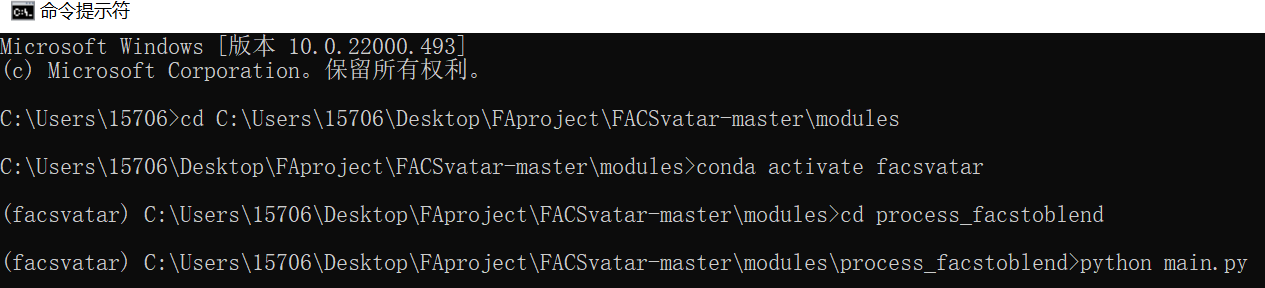 命令提示符
Microsoft Windows [版本 10.0.22000.493]
(c) Microsoft Corporation。保留所有权利。
C:\Users\15706>cd C:\Users\15706\Desktop\FAproject\FACSvatar-master\modules
C:\Users\15706\Desktop\FAproject\FACSvatar-master\modules>conda activate facsvatar
(facsvatar) C:\Users\15706\Desktop\FAproject\FACSvatar-master\modules>cd process_facstoblend
(facsvatar) C:\Users\15706\Desktop\FAproject\FACSvatar-master\modules\process_facstoblend>python main.py